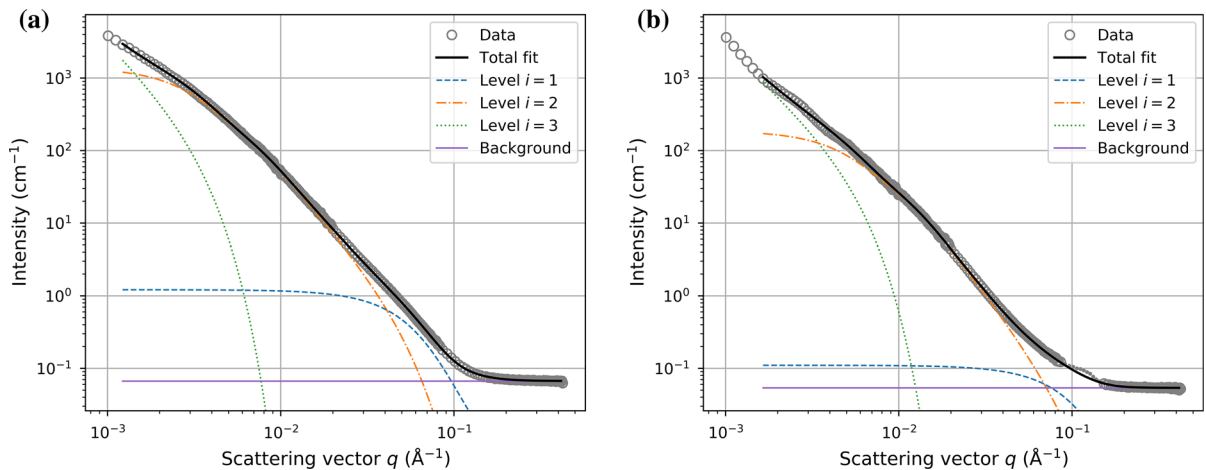 (a)
Data
Total fit
Level i = 1
Level i = 2
Level i = 3
Background
10³
10²
10¹
10⁰
10⁻¹
Intensity (cm⁻¹)
10⁻³
10⁻²
10⁻¹
Scattering vector q (Å⁻¹)
(b)
Data
Total fit
Level i = 1
Level i = 2
Level i = 3
Background
10³
10²
10¹
10⁰
10⁻¹
Intensity (cm⁻¹)
10⁻³
10⁻²
10⁻¹
Scattering vector q (Å⁻¹)